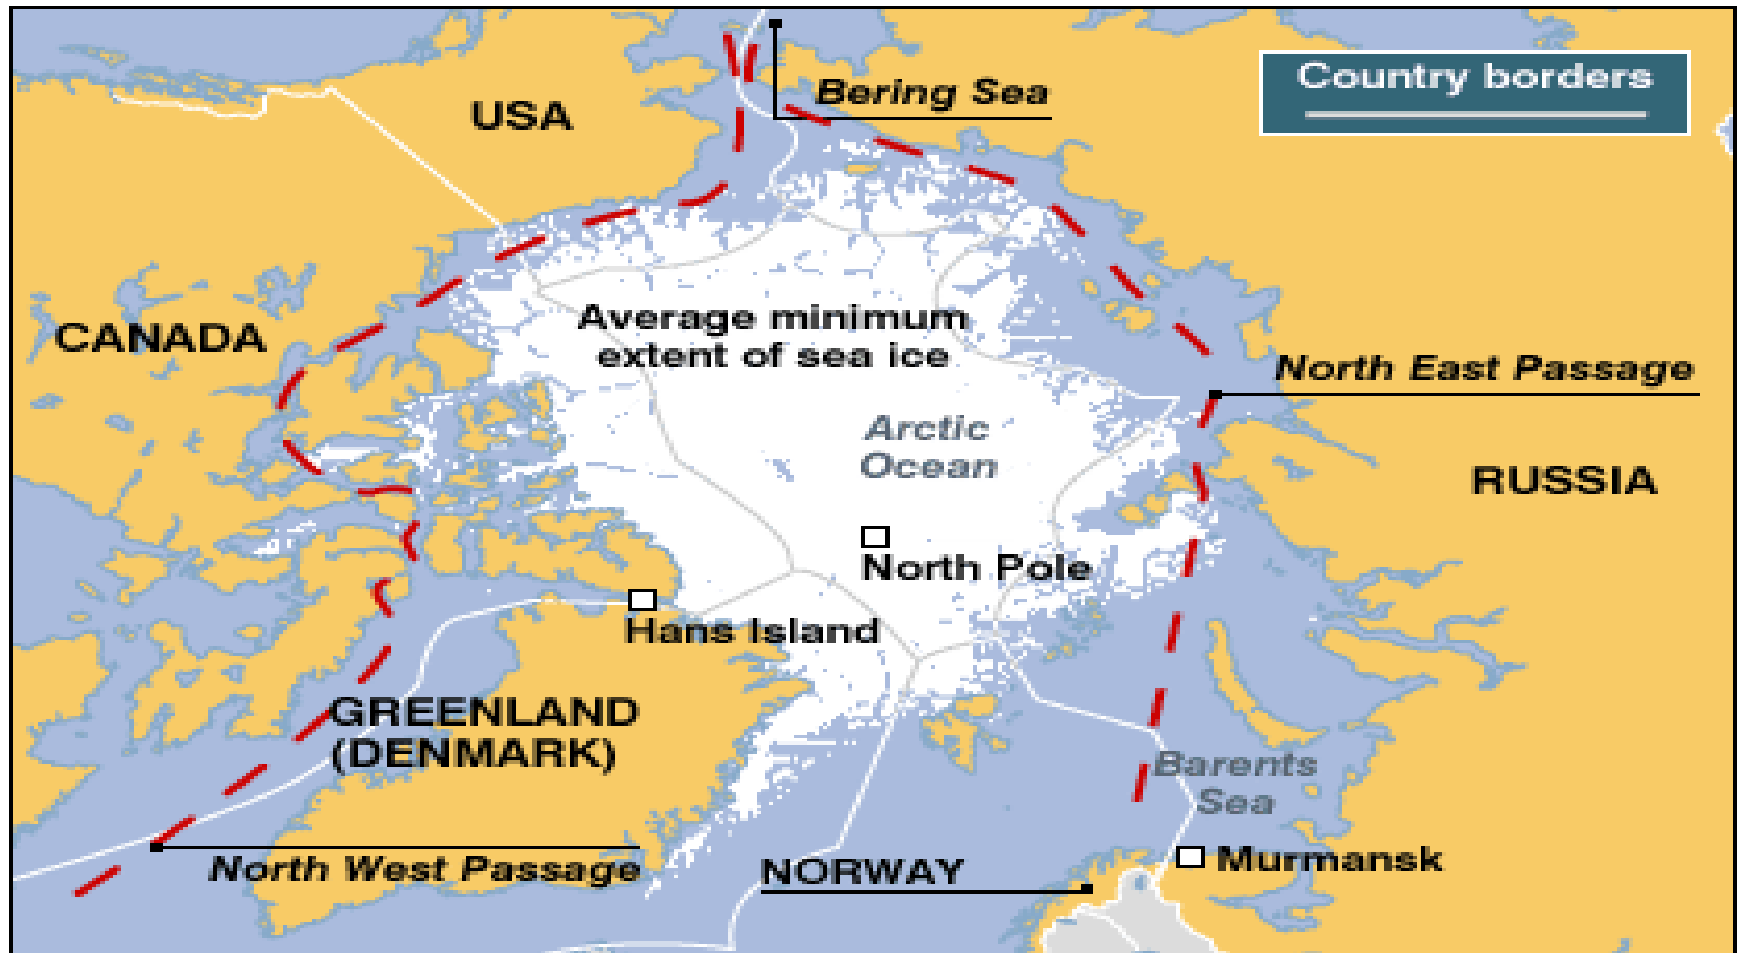 Country borders
Bering Sea
USA
CANADA
Average minimum
extent of sea ice
North East Passage
Arctic
Ocean
RUSSIA
North Pole
Hans Island
GREENLAND
(DENMARK)
Barents
Sea
North West Passage
NORWAY
Murmansk